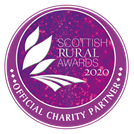 SCOTTISH
RURAL
AWARDS
2020
OFFICIAL CHARITY PARTNER